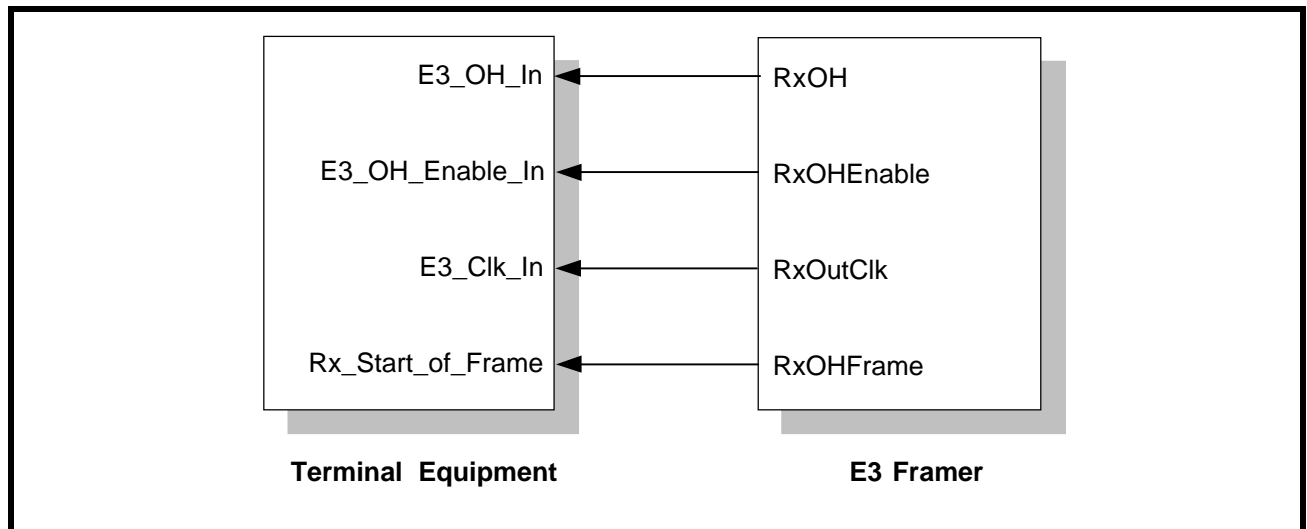 E3_OH_In
RxOH
E3_OH_Enable_In
RxOHEnable
E3_Clk_In
RxOutClk
Rx_Start_of_Frame
RxOHFrame
Terminal Equipment
E3 Framer